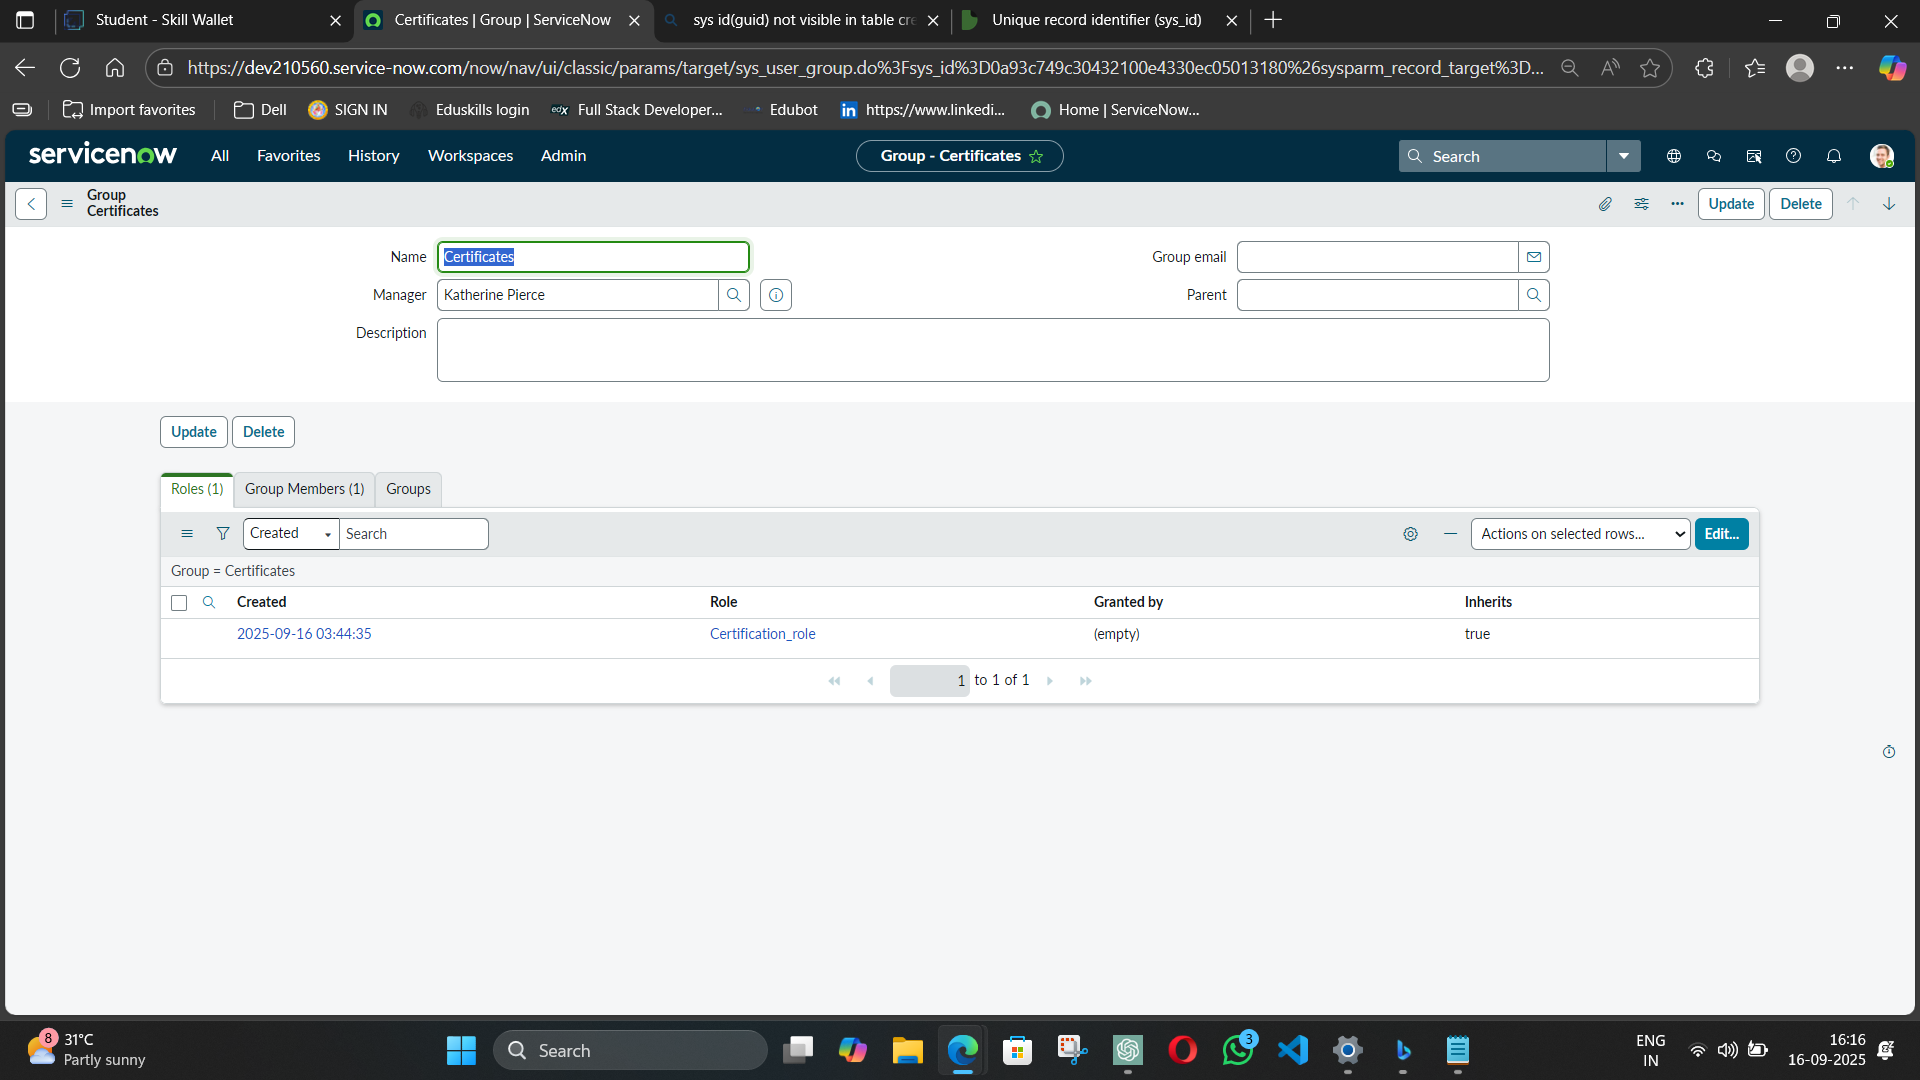 Student - Skill Wallet
Certificates | Group | ServiceNow
sys id(guid) not visible in table cre
Unique record identifier (sys_id)
https://dev210560.service-now.com/now/nav/ui/classic/params/target/sys_user_group.do%3Fsys_id%3D0a93c749c30432100e4330ec05013180%26sysparm_record_target%3D...
Import favorites
Dell
SIGN IN
Eduskills login
edX Full Stack Developer...
Edubot
in https://www.linkedi...
Home | ServiceNow...
servicenow
All
Favorites
History
Workspaces
Admin
Group - Certificates
Search
Group
Certificates
Update
Delete
Name
Certificates
Group email
Manager
Katherine Pierce
Parent
Description
Update
Delete
Roles (1)
Group Members (1)
Groups
Created
Search
Actions on selected rows...
Edit...
Group = Certificates
Created
Role
Granted by
Inherits
2025-09-16 03:44:35
Certification_role
(empty)
true
1 to 1 of 1
8
31°C
Partly sunny
Search
3
ENG
IN
16:16
16-09-2025